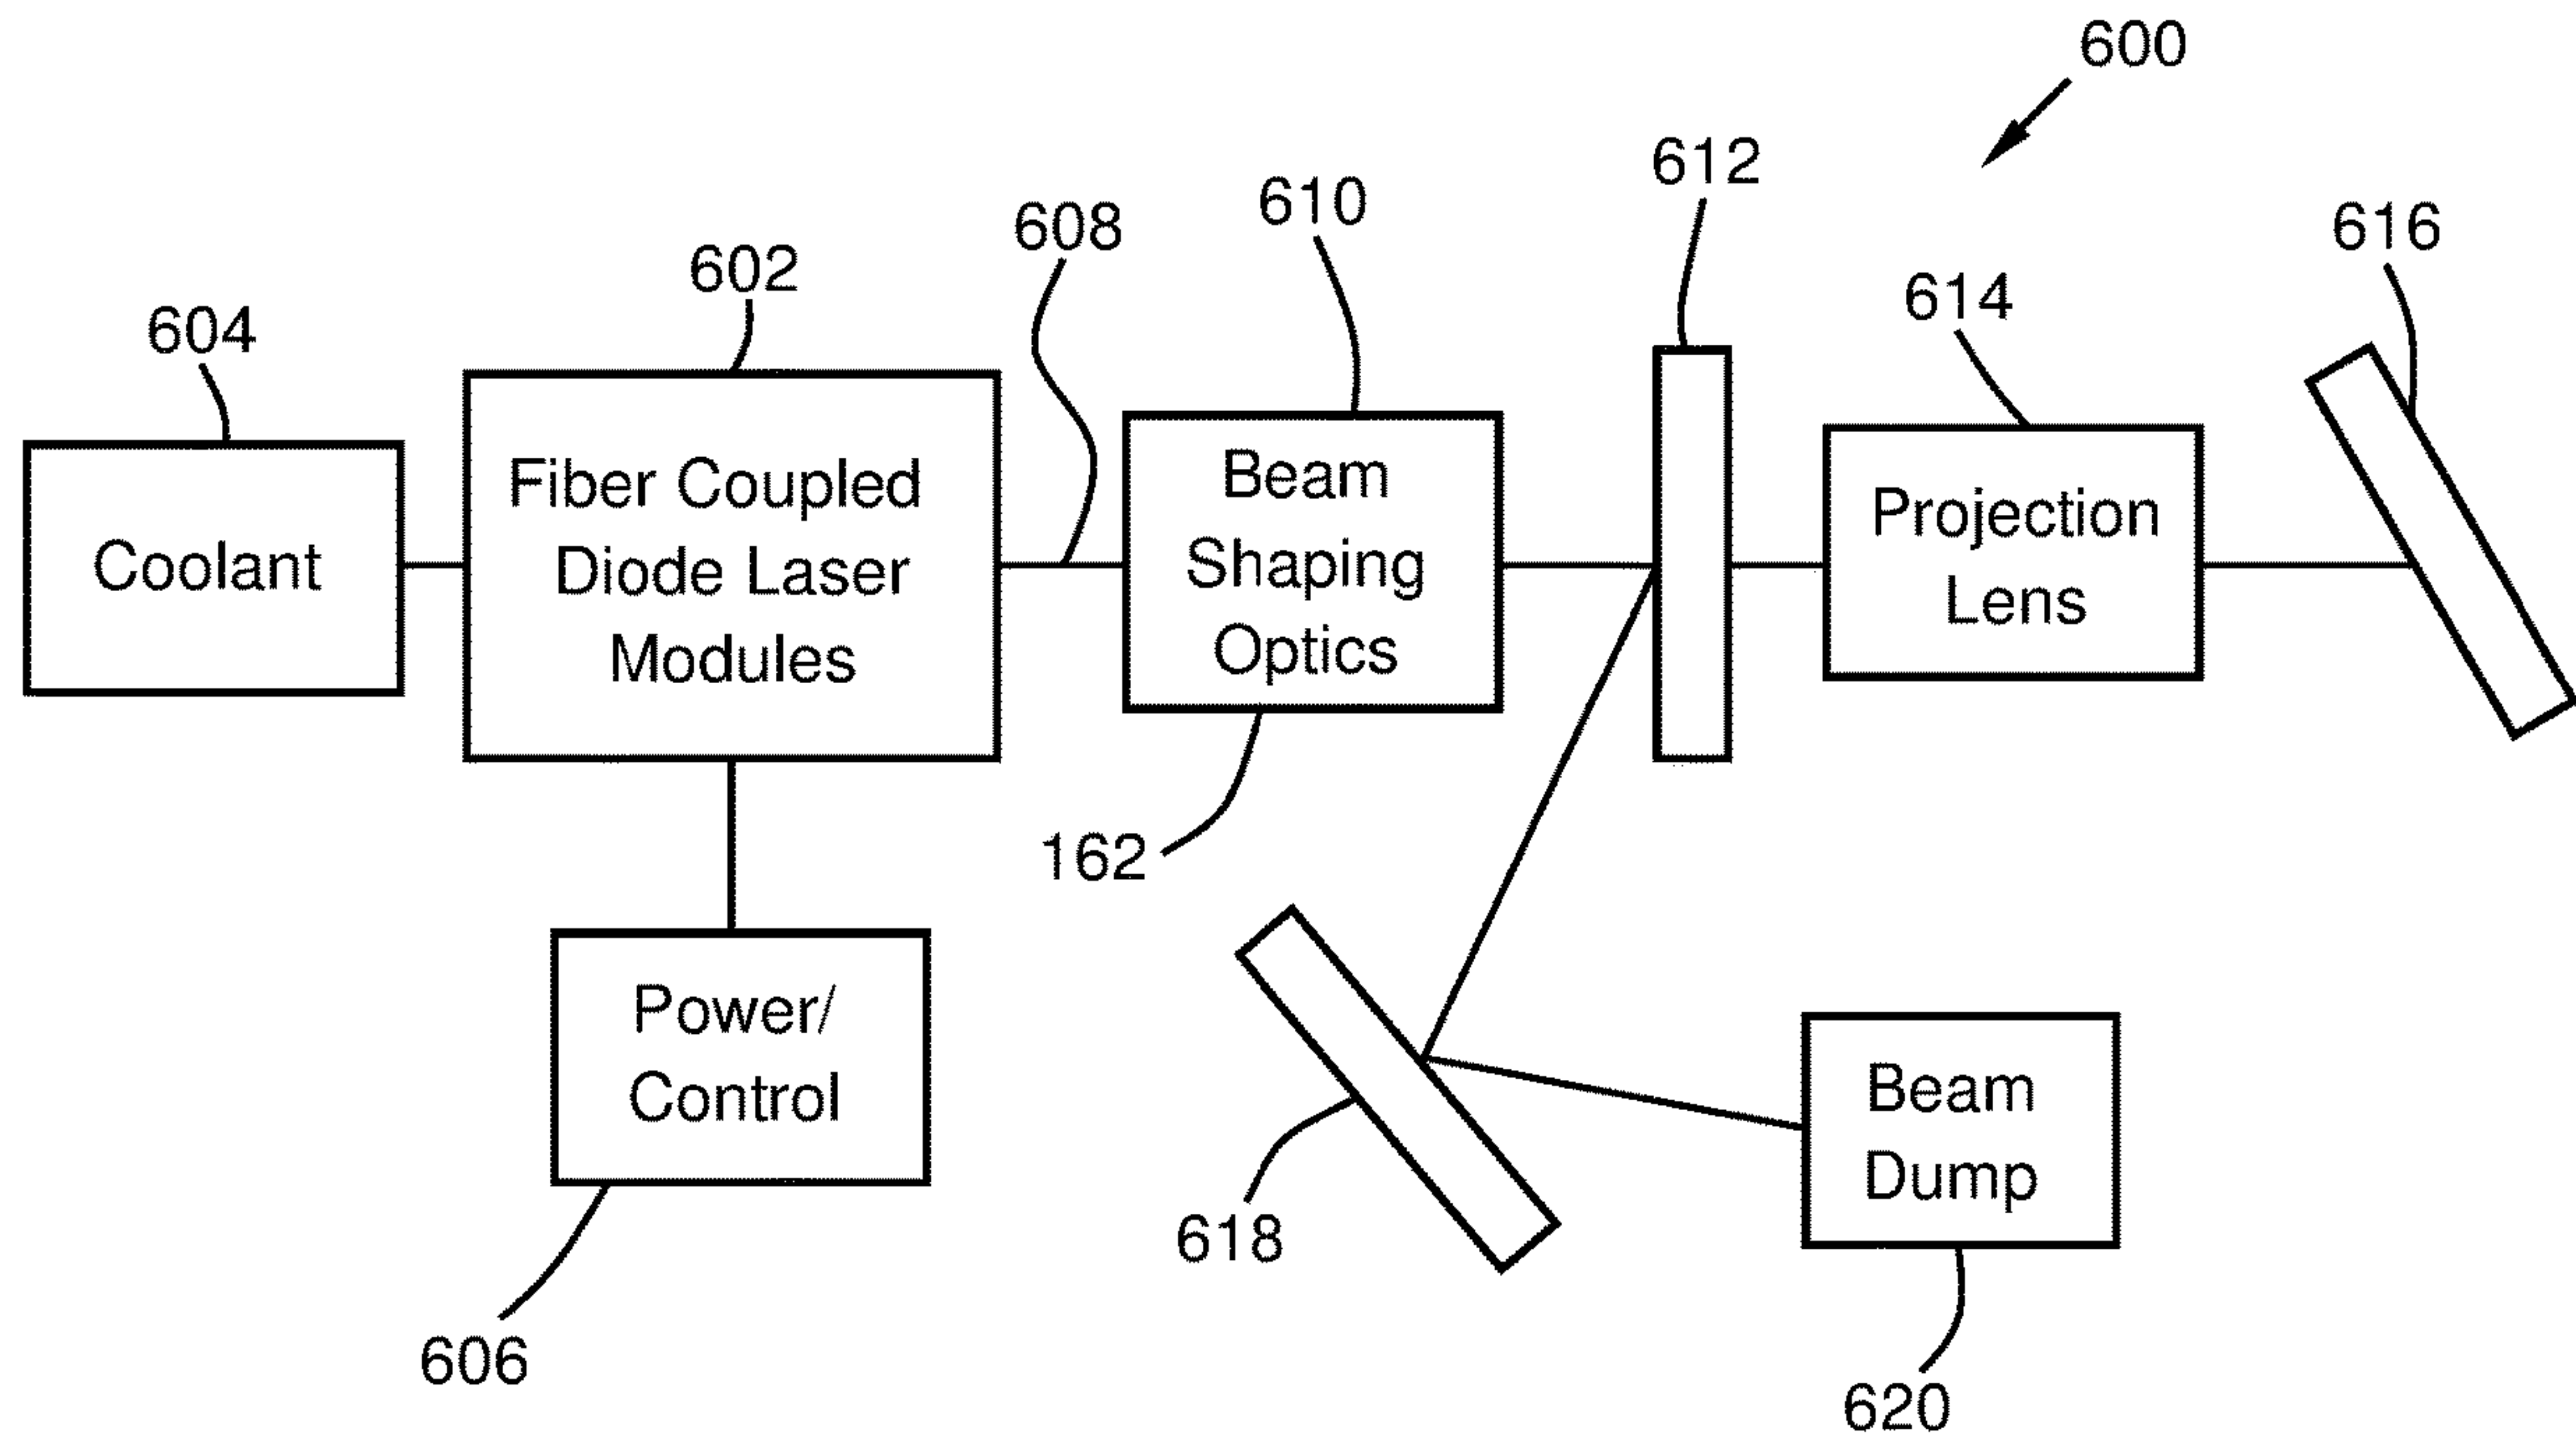 600
612
610
616
608
602
614
604
Fiber Coupled
Diode Laser
Modules
Beam
Shaping
Optics
Projection
Lens
Coolant
162
Power/
Control
Beam
Dump
618
606
620